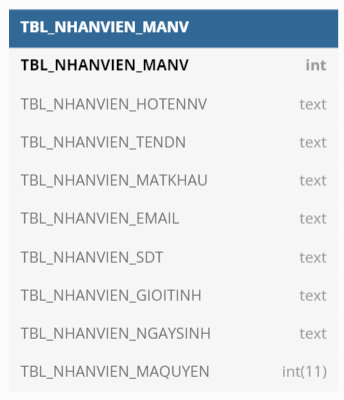 TBL_NHANVIEN_MANV
TBL_NHANVIEN_MANV int
TBL_NHANVIEN_HOTENNV text
TBL_NHANVIEN_TENDN text
TBL_NHANVIEN_MATKHAU text
TBL_NHANVIEN_EMAIL text
TBL_NHANVIEN_SDT text
TBL_NHANVIEN_GIOITINH text
TBL_NHANVIEN_NGAYSINH text
TBL_NHANVIEN_MAQUYEN int(11)